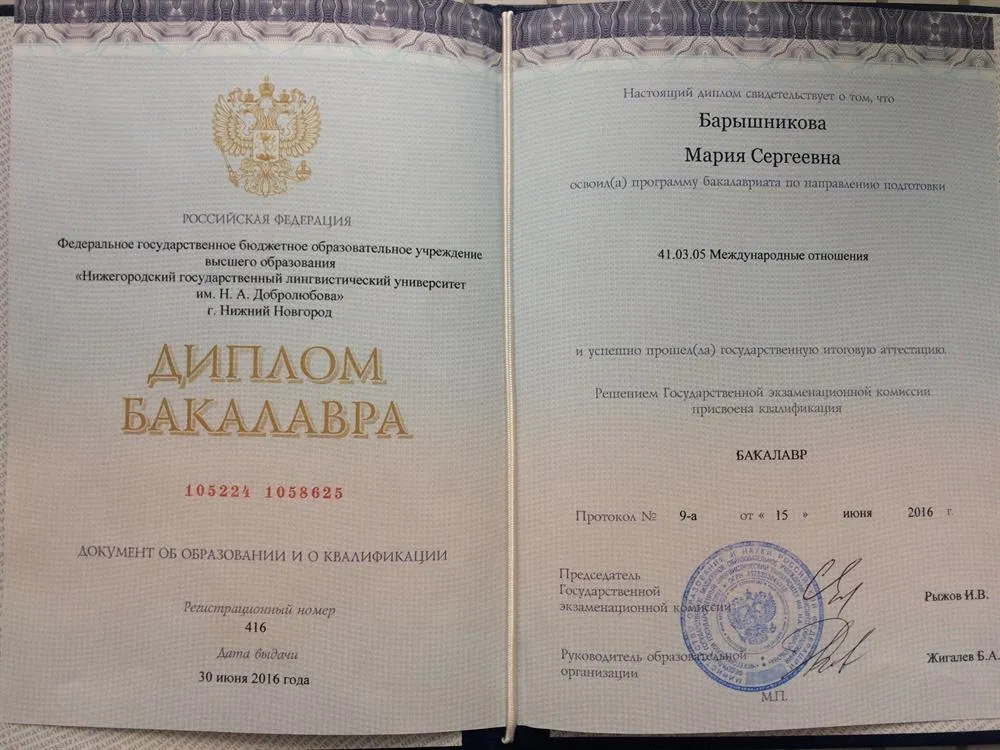 РОССИЙСКАЯ ФЕДЕРАЦИЯ
Федеральное государственное бюджетное образовательное учреждение
высшего образования
«Нижегородский государственный лингвистический университет
им. Н. А. Добролюбова»
г. Нижний Новгород
ДИПЛОМ
БАКАЛАВРА
105224 1058625
ДОКУМЕНТ ОБ ОБРАЗОВАНИИ И О КВАЛИФИКАЦИИ
Регистрационный номер
416
Дата выдачи
30 июня 2016 года
Настоящий диплом свидетельствует о том, что
Барышникова
Мария Сергеевна
освоил(а) программу бакалавриата по направлению подготовки
41.03.05 Международные отношения
и успешно прошел(ла) государственную итоговую аттестацию.
Решением Государственной экзаменационной комиссии
присвоена квалификация
БАКАЛАВР
Протокол № 9-а от « 15 » июня 2016 г.
Председатель
Государственной
экзаменационной комиссии
Рыжов И.В.
Руководитель образовательной
организации
Жигалев Б.А.
М.П.